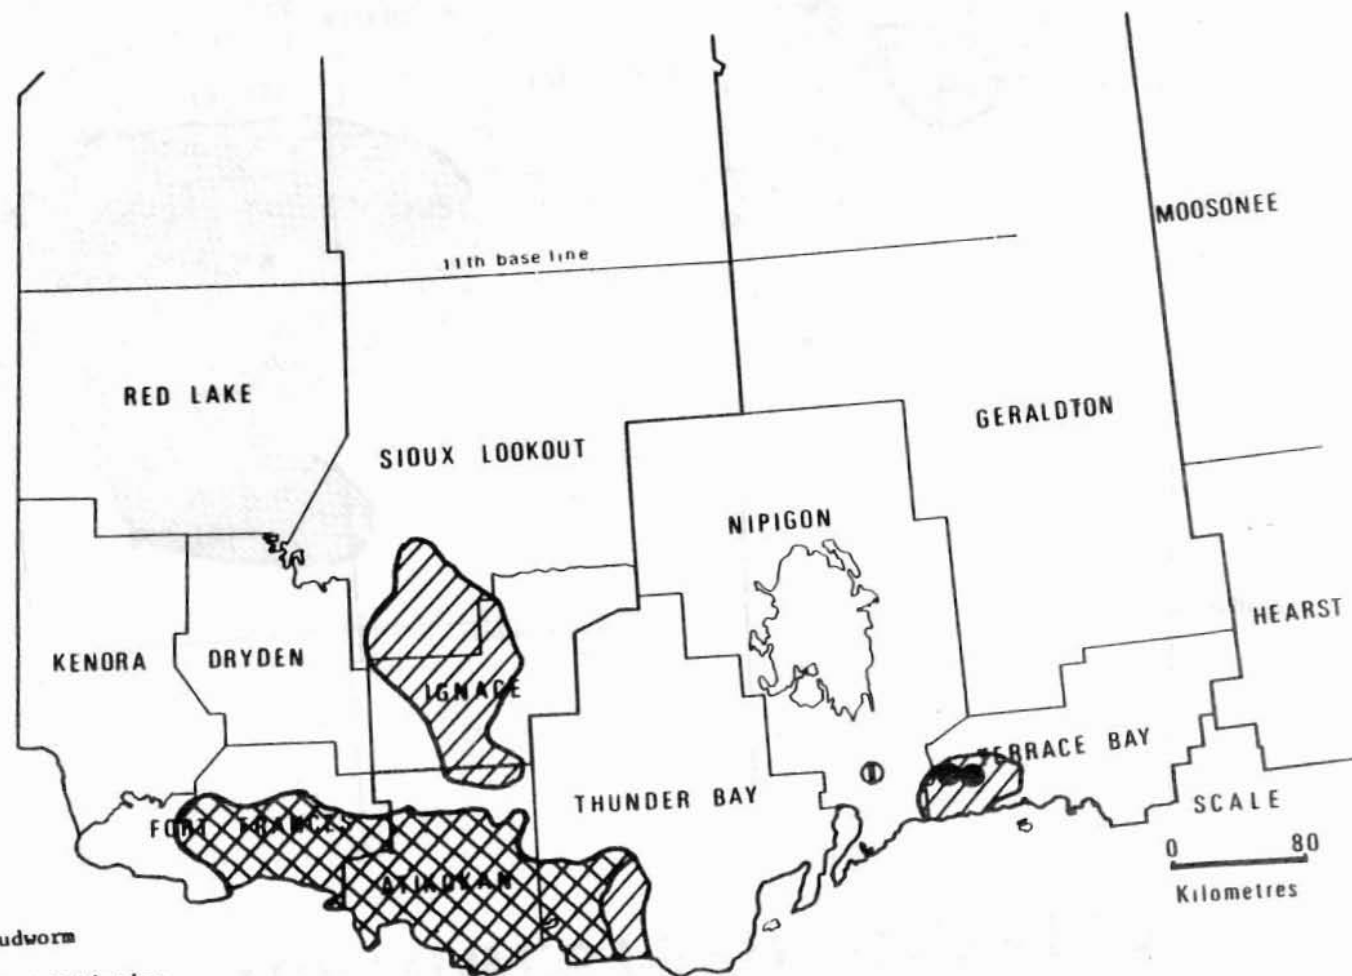 MOOSONEE
11th base line
RED LAKE
GERALDTON
SIOUX LOOKOUT
NIPIGON
HEARST
KENORA
DRYDEN
IGNACE
TERRACE BAY
THUNDER BAY
SCALE
FORT FRANCES
0 80
ATIKOKAN
Kilometres
udworm